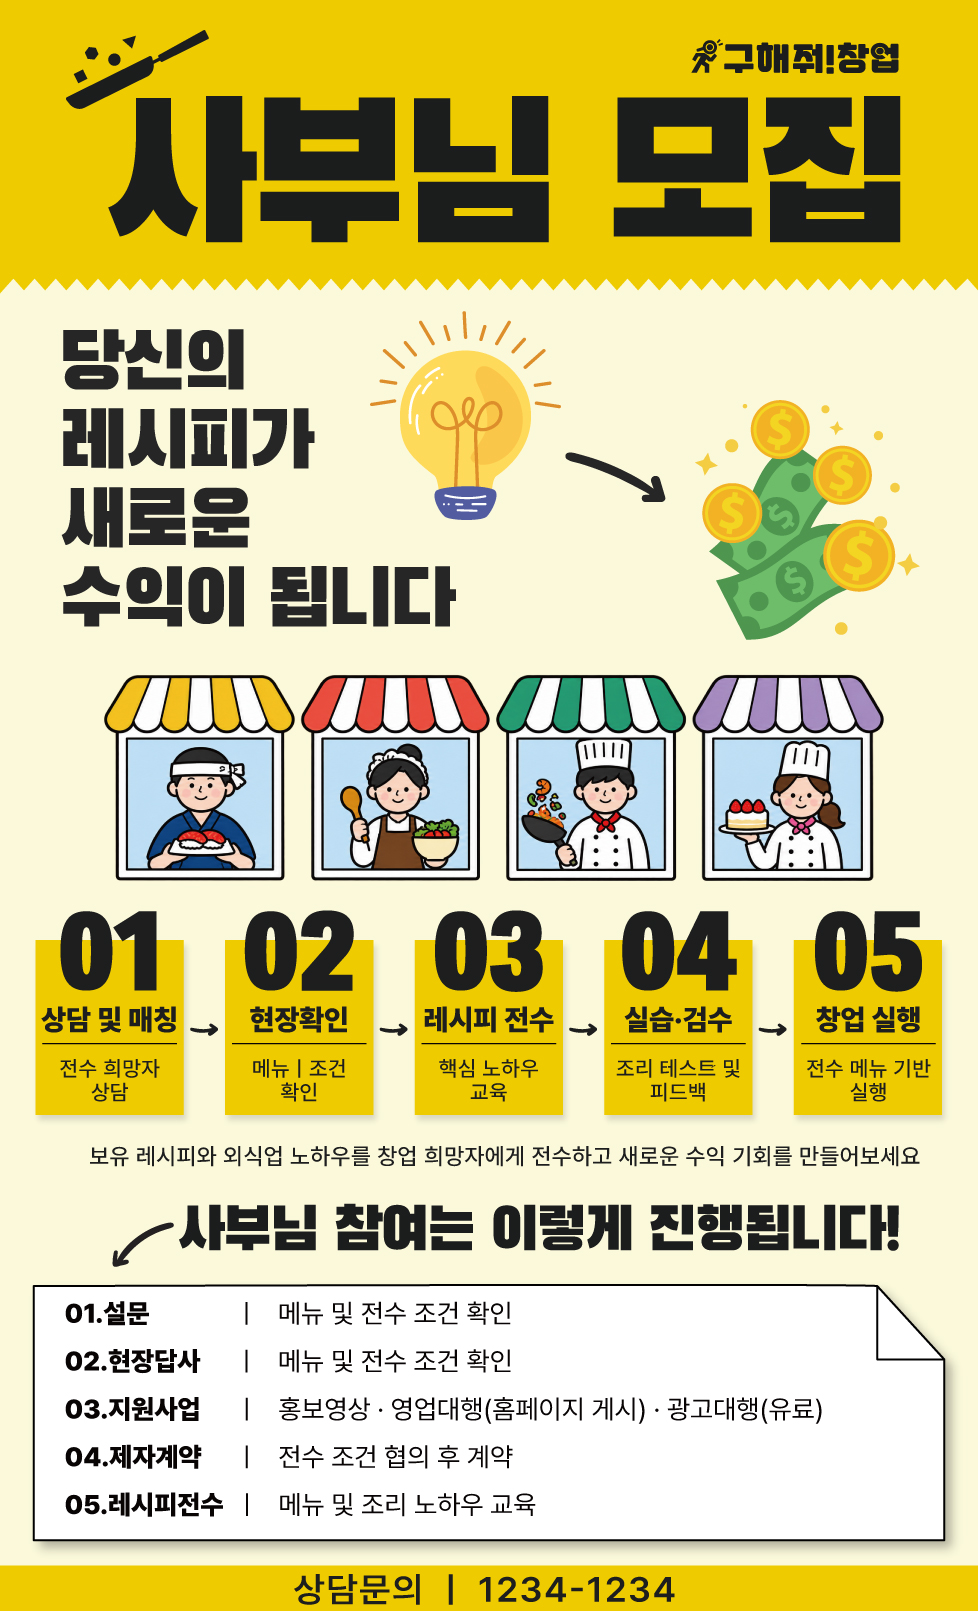 구해줘!창업
사부님 모집
당신의
레시피가
새로운
수익이 됩니다
01
상담 및 매칭
전수 희망자
상담
02
현장확인
메뉴 | 조건
확인
03
레시피 전수
핵심 노하우
교육
04
실습·검수
조리 테스트 및
피드백
05
창업 실행
전수 메뉴 기반
실행
보유 레시피와 외식업 노하우를 창업 희망자에게 전수하고 새로운 수익 기회를 만들어보세요
사부님 참여는 이렇게 진행됩니다!
01.설문 | 메뉴 및 전수 조건 확인
02.현장답사 | 메뉴 및 전수 조건 확인
03.지원사업 | 홍보영상 · 영업대행(홈페이지 게시) · 광고대행(유료)
04.제자계약 | 전수 조건 협의 후 계약
05.레시피전수 | 메뉴 및 조리 노하우 교육
상담문의 | 1234-1234